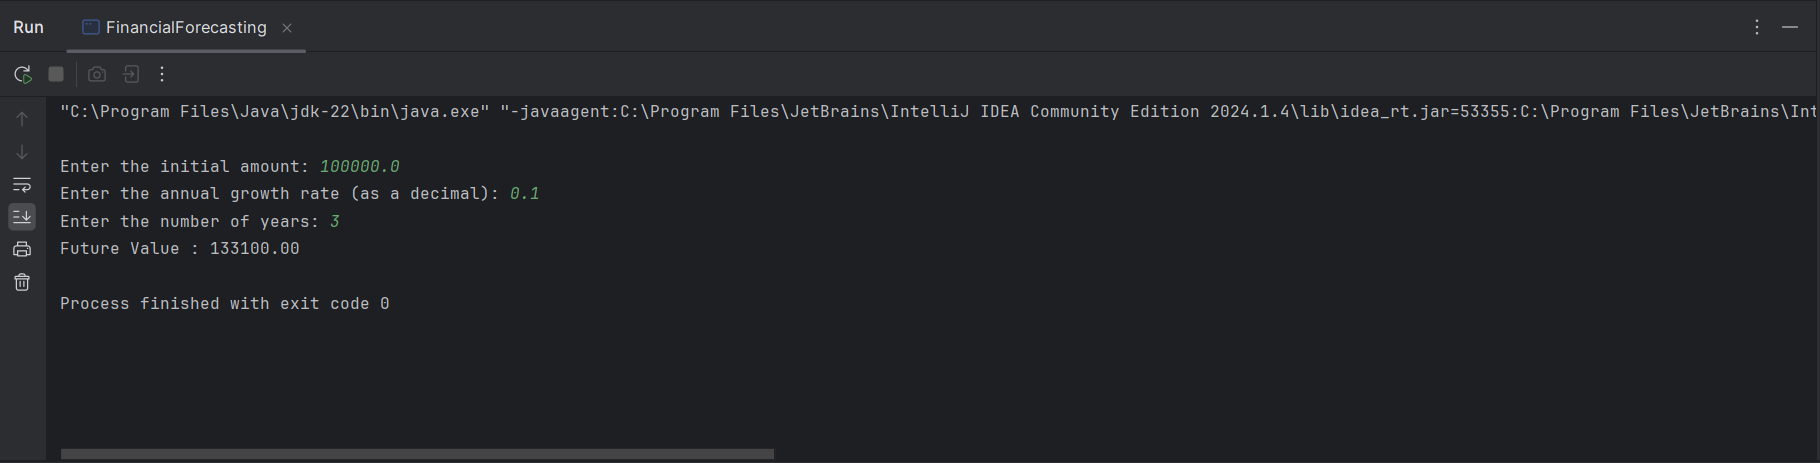 Run FinancialForecasting
"C:\Program Files\Java\jdk-22\bin\java.exe" "-javaagent:C:\Program Files\JetBrains\IntelliJ IDEA Community Edition 2024.1.4\lib\idea_rt.jar=53355:C:\Program Files\JetBrains\Int
Enter the initial amount: 100000.0
Enter the annual growth rate (as a decimal): 0.1
Enter the number of years: 3
Future Value : 133100.00
Process finished with exit code 0